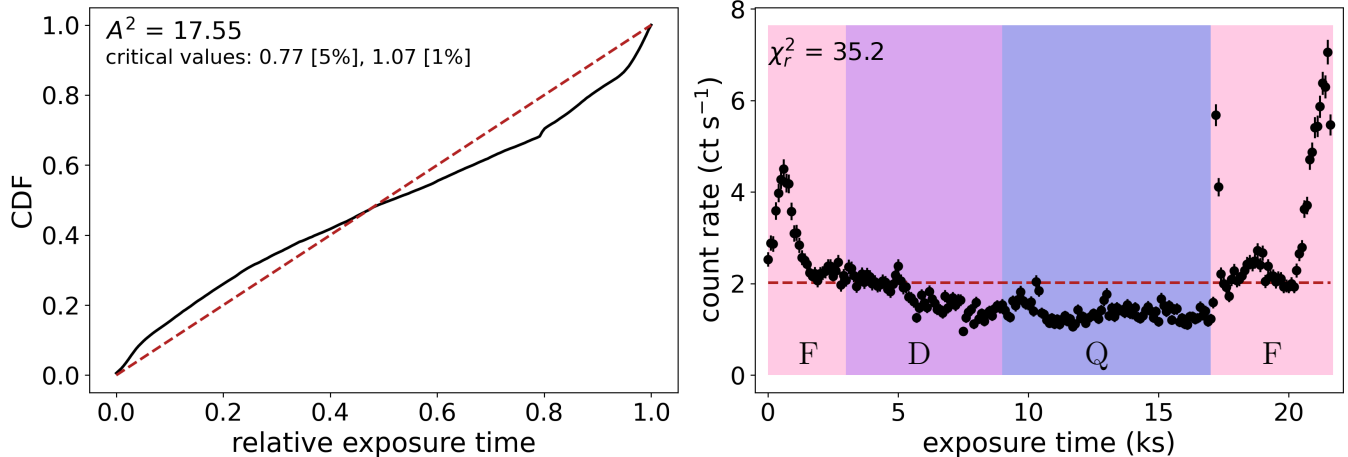 A² = 17.55
critical values: 0.77 [5%], 1.07 [1%]
CDF
1.0
0.8
0.6
0.4
0.2
0.0
0.0 0.2 0.4 0.6 0.8 1.0
relative exposure time
χ²ᵣ = 35.2
count rate (ct s⁻¹)
8
6
4
2
0
F D Q F
0 5 10 15 20
exposure time (ks)